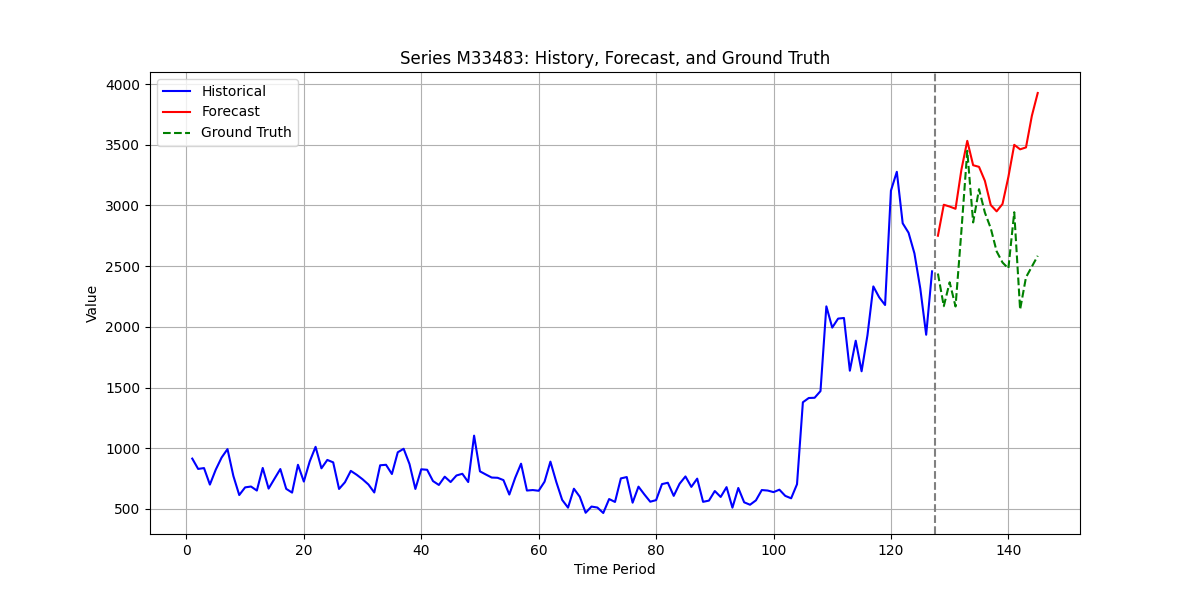 Series M33483: History, Forecast, and Ground Truth
Historical
Forecast
Ground Truth
4000
3500
3000
2500
2000
1500
1000
500
Value
0 20 40 60 80 100 120 140
Time Period